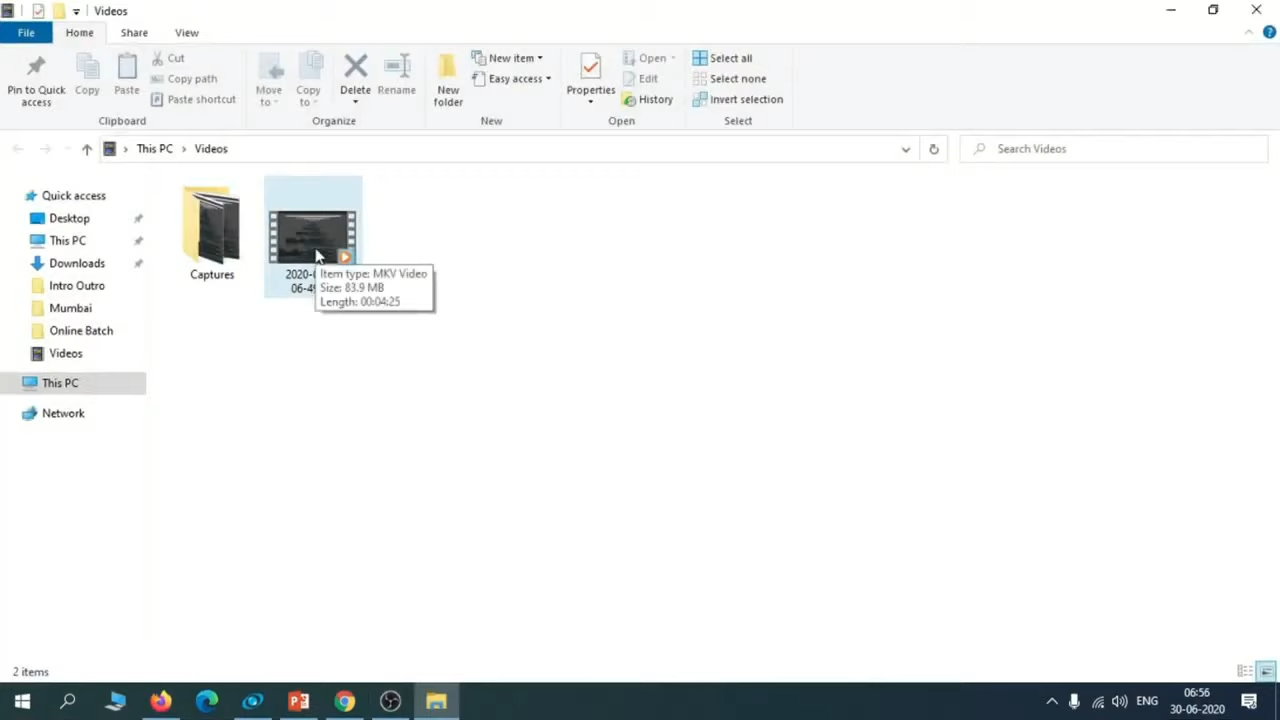 Videos
File Home Share View
Pin to Quick access
Copy
Paste
Cut
Copy path
Paste shortcut
Clipboard
Move to
Copy to
Delete
Rename
Organize
New folder
New item
Easy access
New
Properties
Open
Edit
History
Open
Select all
Select none
Invert selection
Select
This PC > Videos
Search Videos
Quick access
Desktop
This PC
Downloads
Intro Outro
Mumbai
Online Batch
Videos
This PC
Network
Captures
Item type: MKV Video
Size: 83.9 MB
Length: 00:04:25
2 items
ENG
06:56
30-06-2020